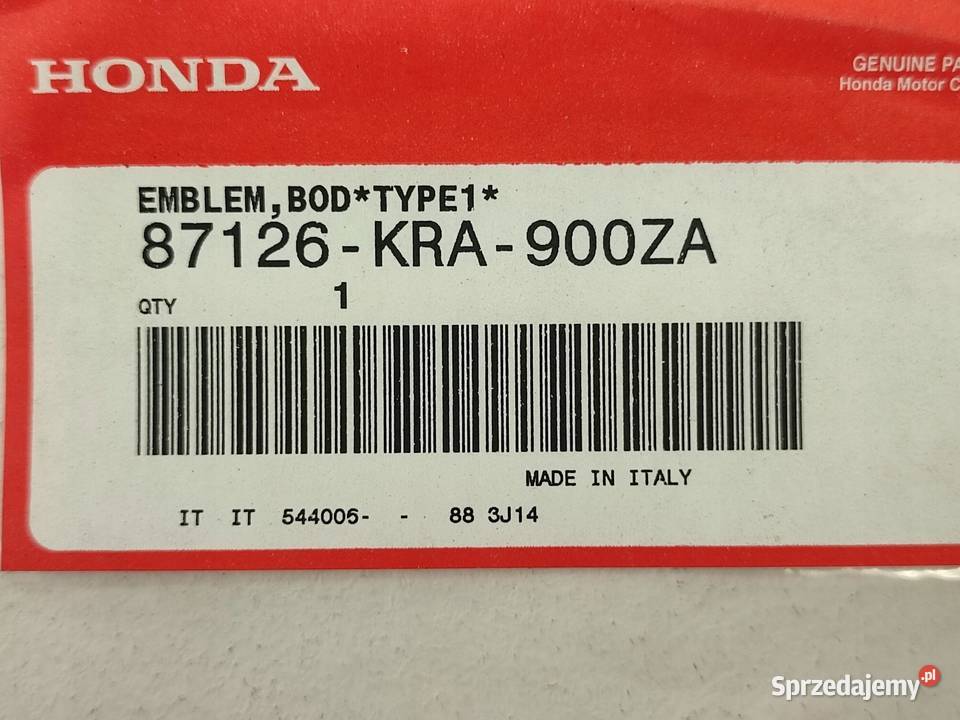 HONDA
GENUINE PA
Honda Motor C
EMBLEM,BOD*TYPE1*
87126-KRA-900ZA
QTY 1
MADE IN ITALY
IT IT 544006- - 88 3J14
Sprzedajemy.pl